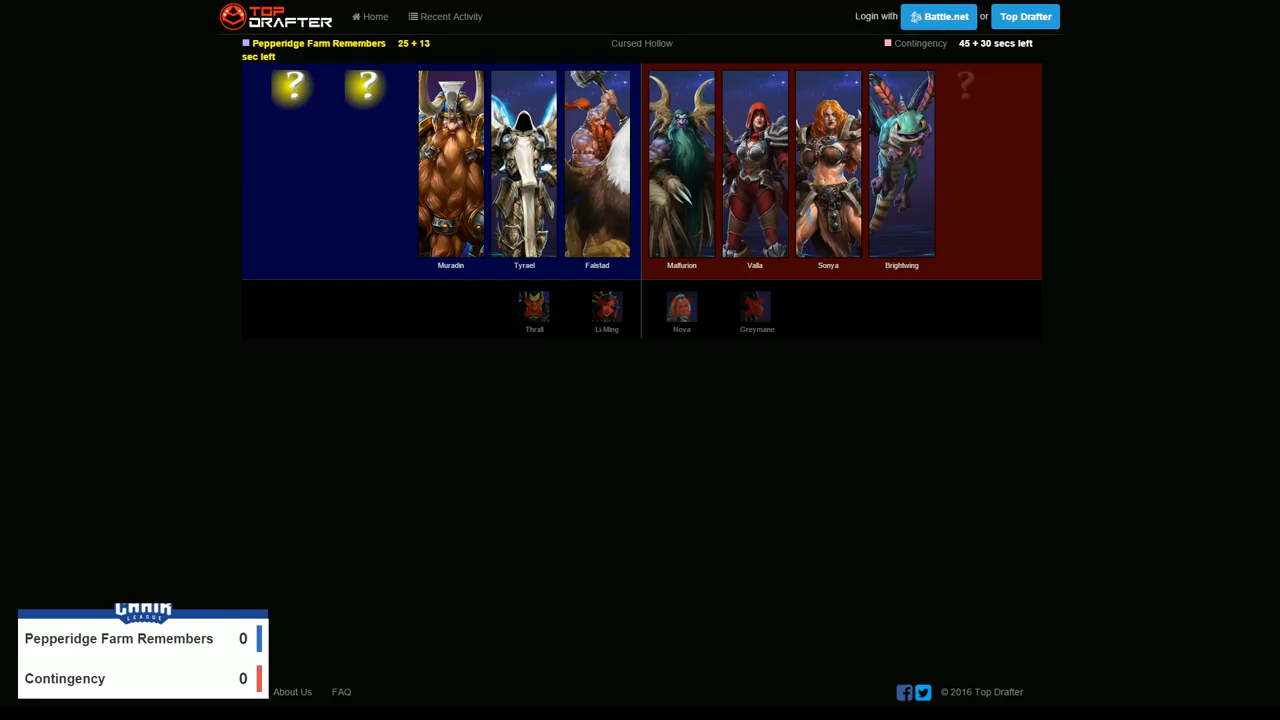 TOP DRAFTER
Home
Recent Activity
Login with Battle.net or Top Drafter
Pepperidge Farm Remembers 25 + 13 sec left
Cursed Hollow
Contingency 45 + 30 secs left
? ? ?
Muradin Tyrael Falstad Malfurion Valla Sonya Brightwing
Thrall Li-Ming Nova Greymane
CHAIR
LEAGUE
Pepperidge Farm Remembers 0
Contingency 0
About Us FAQ
© 2016 Top Drafter